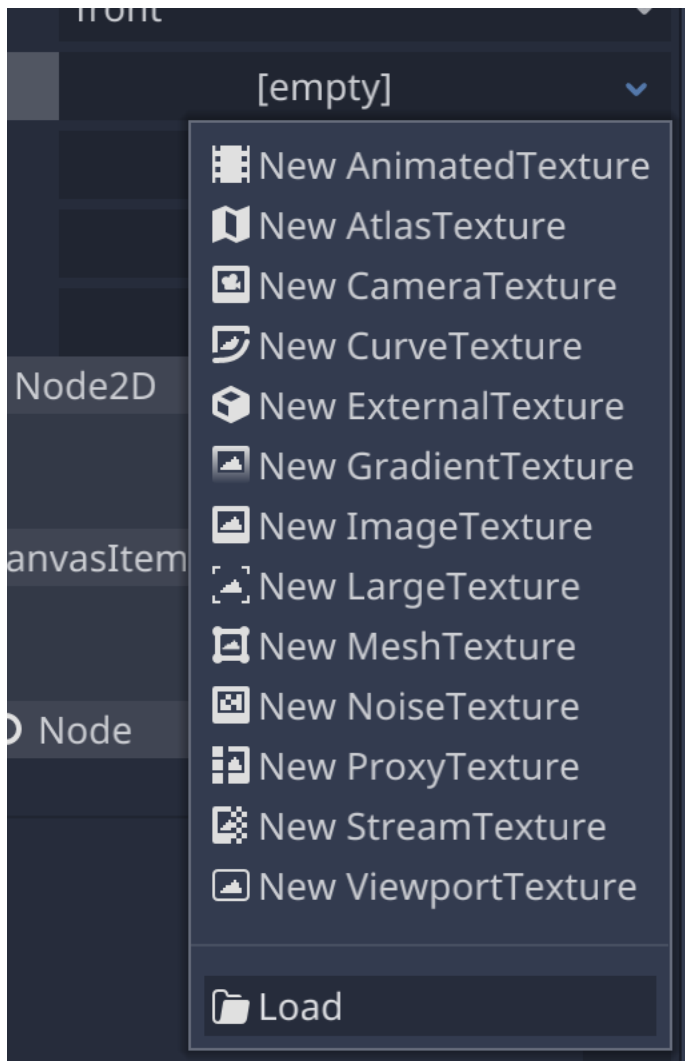 front
[empty]
New AnimatedTexture
New AtlasTexture
New CameraTexture
New CurveTexture
Node2D
New ExternalTexture
New GradientTexture
New ImageTexture
anvasItem
New LargeTexture
New MeshTexture
New NoiseTexture
Node
New ProxyTexture
New StreamTexture
New ViewportTexture
Load